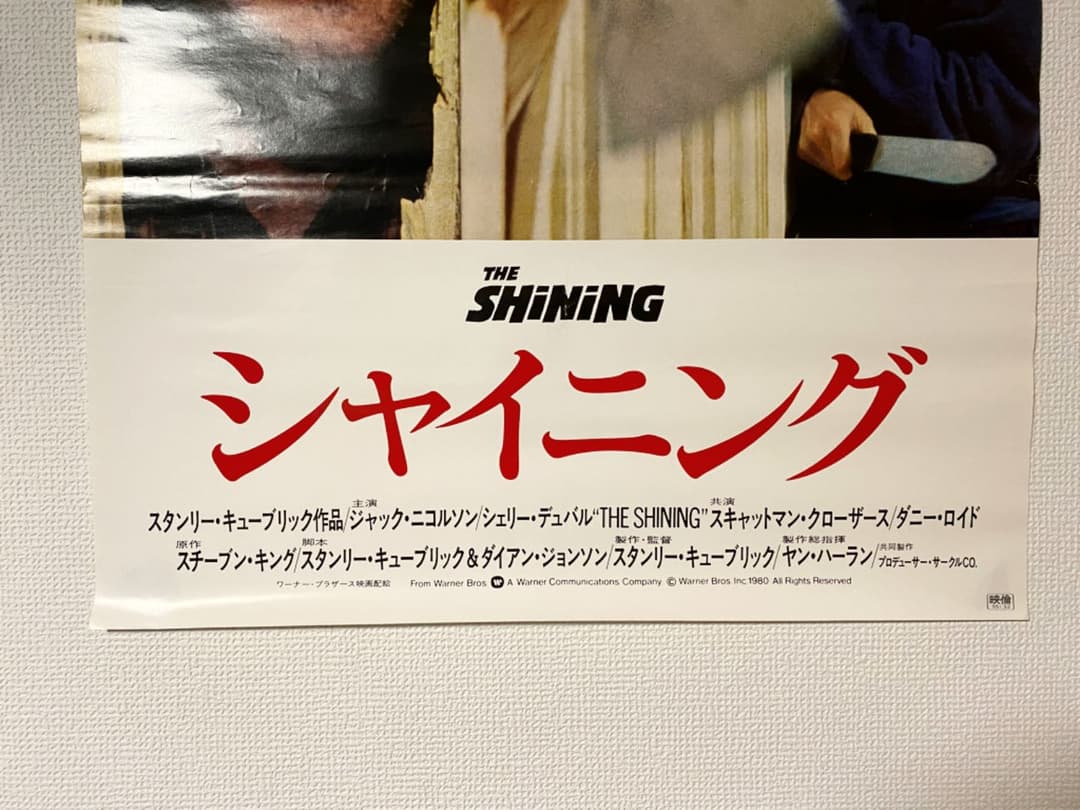 THE
SHiNiNG
シャイニング
主演 共演
スタンリー・キューブリック作品/ジャック・ニコルソン/シェリー・デュバル“THE SHINING”スキャットマン・クローザース/ダニー・ロイド
原作 脚本 製作・監督 製作総指揮 共同製作
スチーブン・キング/スタンリー・キューブリック&ダイアン・ジョンソン/スタンリー・キューブリック/ヤン・ハーラン/プロデューサー・サークルCO.
ワーナー・ブラザース映画配給 From Warner Bros. A Warner Communications Company © Warner Bros. Inc. 1980 All Rights Reserved
映倫